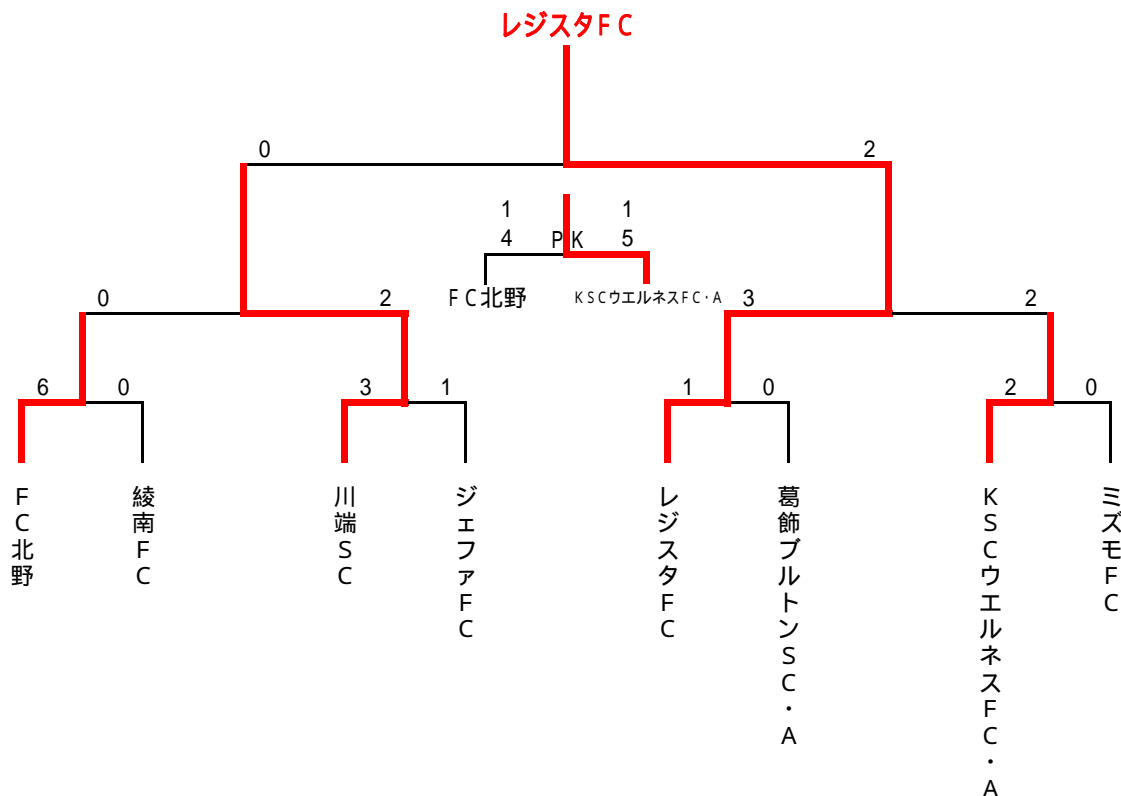 レジスタFC
0 2
1 1
4 PK 5
FC北野 KSCウエルネスFC・A
0 2 3 2
6 0 3 1 1 0 2 0
FC北野
綾南FC
川端SC
ジェファFC
レジスタFC
葛飾ブルトンSC・A
KSCウエルネスFC・A
ミズモFC